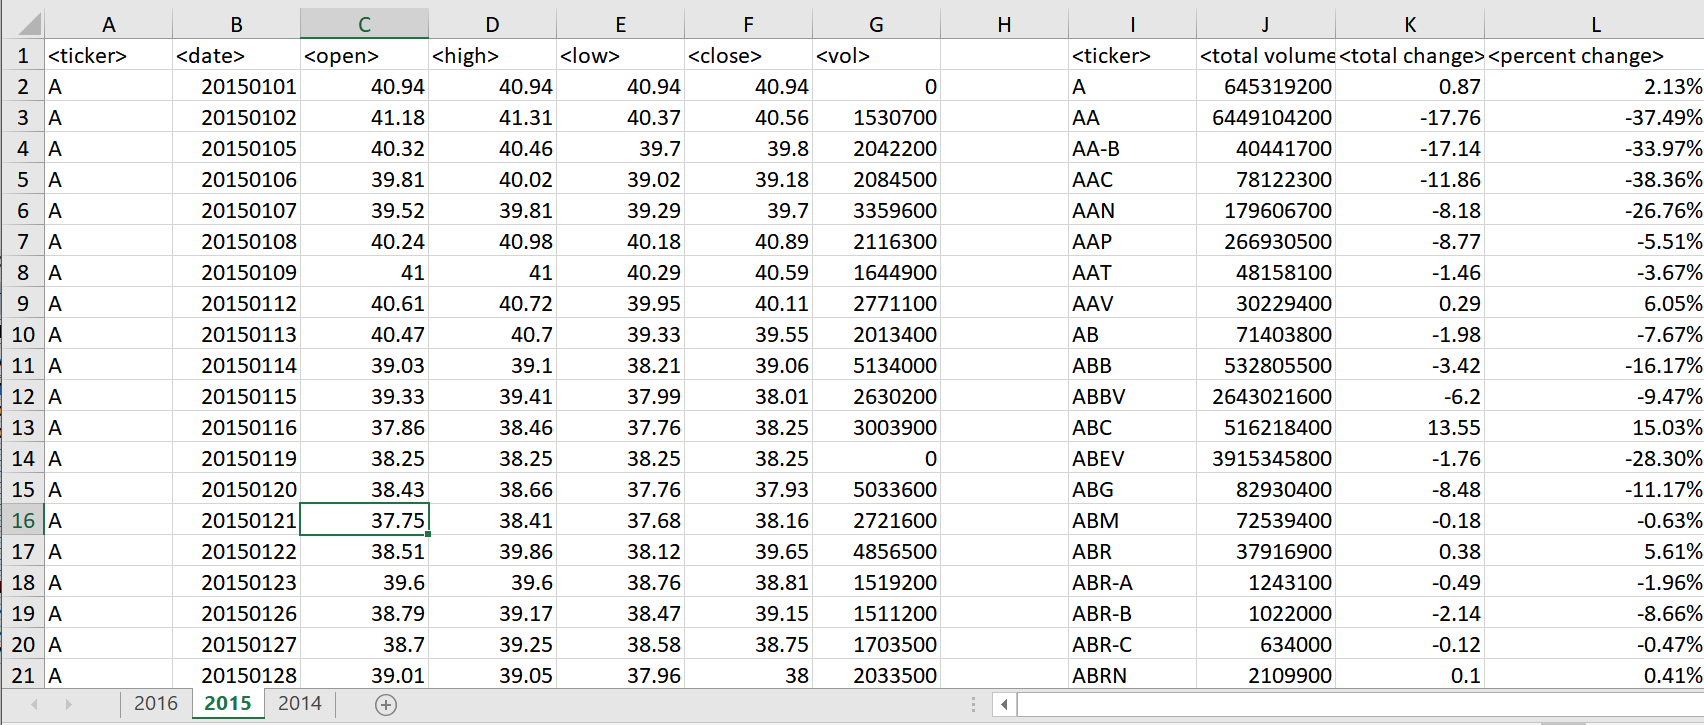 A B C D E F G H I J K L
1 <ticker> <date> <open> <high> <low> <close> <vol> <ticker> <total volume <total change> <percent change>
2 A 20150101 40.94 40.94 40.94 40.94 0 A 645319200 0.87 2.13%
3 A 20150102 41.18 41.31 40.37 40.56 1530700 AA 6449104200 -17.76 -37.49%
4 A 20150105 40.32 40.46 39.7 39.8 2042200 AA-B 40441700 -17.14 -33.97%
5 A 20150106 39.81 40.02 39.02 39.18 2084500 AAC 78122300 -11.86 -38.36%
6 A 20150107 39.52 39.81 39.29 39.7 3359600 AAN 179606700 -8.18 -26.76%
7 A 20150108 40.24 40.98 40.18 40.89 2116300 AAP 266930500 -8.77 -5.51%
8 A 20150109 41 41 40.29 40.59 1644900 AAT 48158100 -1.46 -3.67%
9 A 20150112 40.61 40.72 39.95 40.11 2771100 AAV 30229400 0.29 6.05%
10 A 20150113 40.47 40.7 39.33 39.55 2013400 AB 71403800 -1.98 -7.67%
11 A 20150114 39.03 39.1 38.21 39.06 5134000 ABB 532805500 -3.42 -16.17%
12 A 20150115 39.33 39.41 37.99 38.01 2630200 ABBV 2643021600 -6.2 -9.47%
13 A 20150116 37.86 38.46 37.76 38.25 3003900 ABC 516218400 13.55 15.03%
14 A 20150119 38.25 38.25 38.25 38.25 0 ABEV 3915345800 -1.76 -28.30%
15 A 20150120 38.43 38.66 37.76 37.93 5033600 ABG 82930400 -8.48 -11.17%
16 A 20150121 37.75 38.41 37.68 38.16 2721600 ABM 72539400 -0.18 -0.63%
17 A 20150122 38.51 39.86 38.12 39.65 4856500 ABR 37916900 0.38 5.61%
18 A 20150123 39.6 39.6 38.76 38.81 1519200 ABR-A 1243100 -0.49 -1.96%
19 A 20150126 38.79 39.17 38.47 39.15 1511200 ABR-B 1022000 -2.14 -8.66%
20 A 20150127 38.7 39.25 38.58 38.75 1703500 ABR-C 634000 -0.12 -0.47%
21 A 20150128 39.01 39.05 37.96 38 2033500 ABRN 2109900 0.1 0.41%
2016 2015 2014